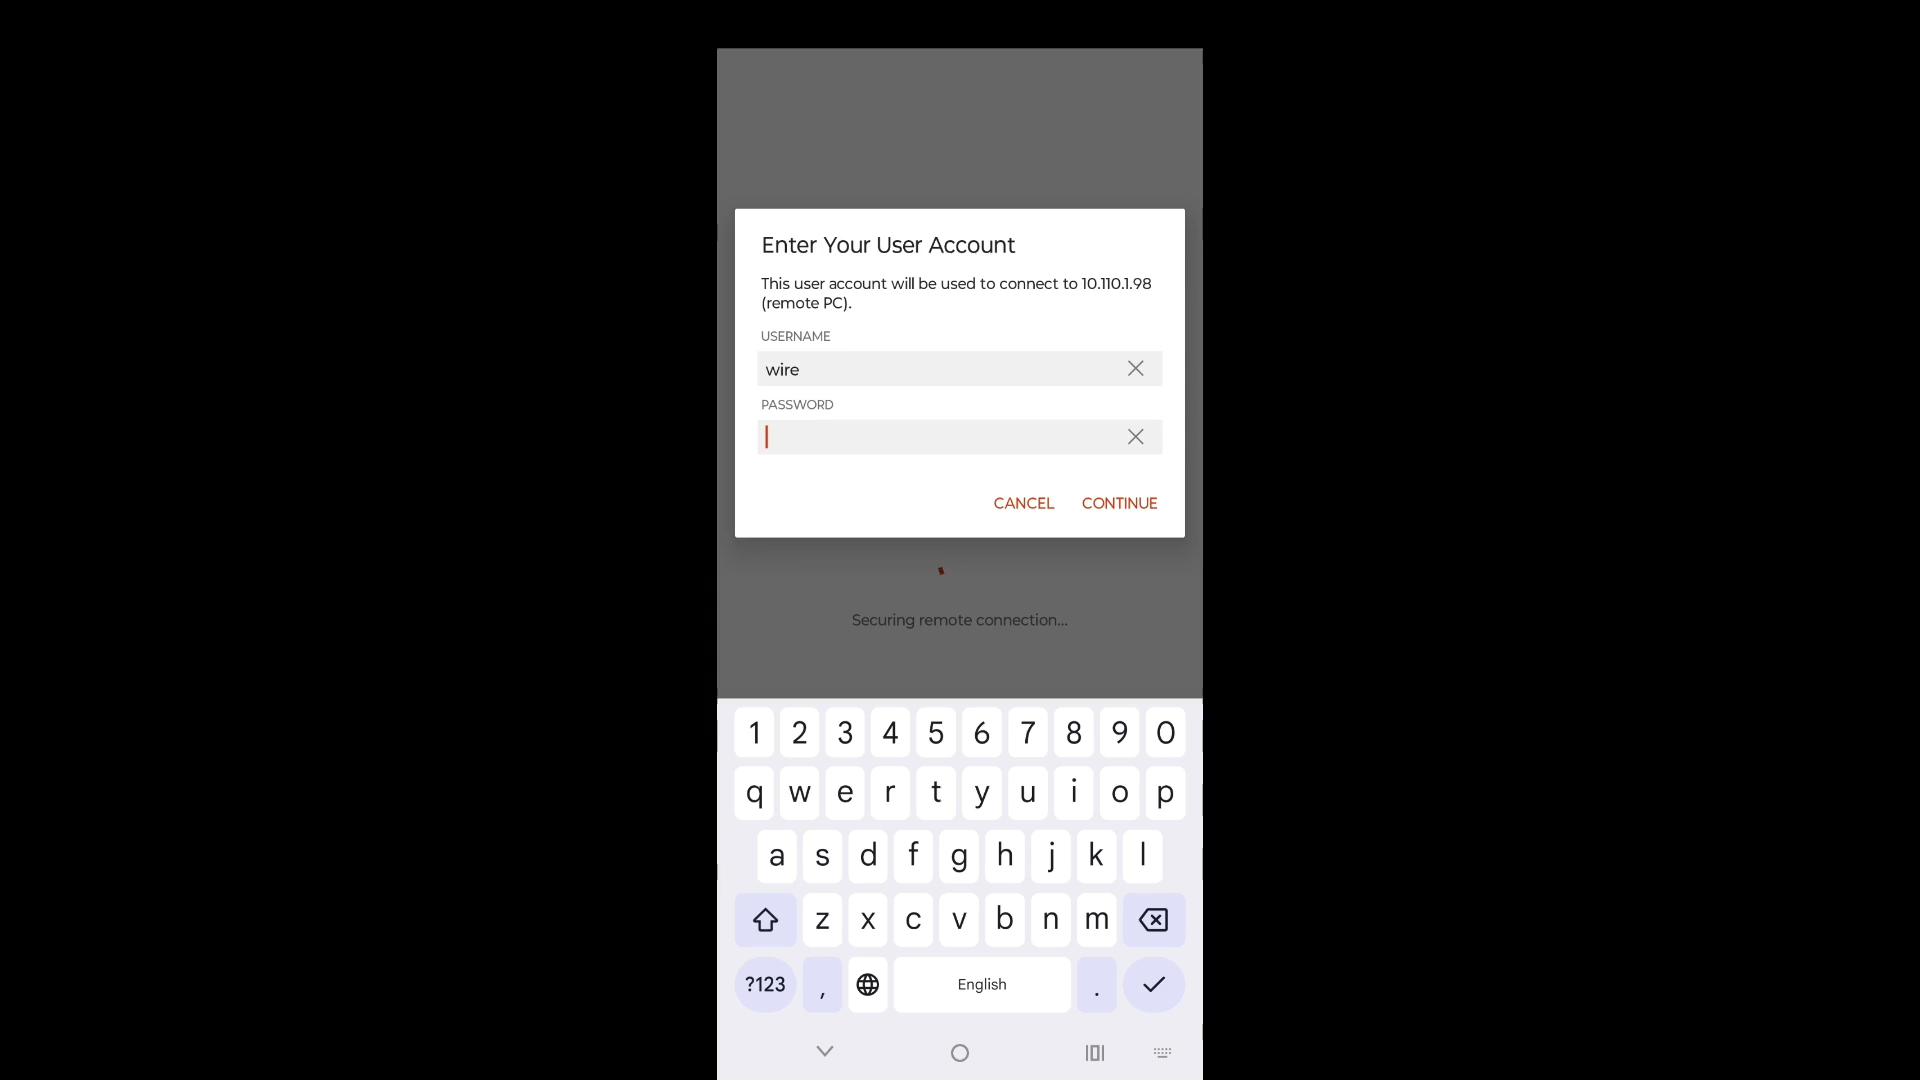 Enter Your User Account
This user account will be used to connect to 10.110.1.98
(remote PC).
USERNAME
wire
PASSWORD
CANCEL CONTINUE
Securing remote connection...
1 2 3 4 5 6 7 8 9 0
q w e r t y u i o p
a s d f g h j k l
z x c v b n m
?123 , English .